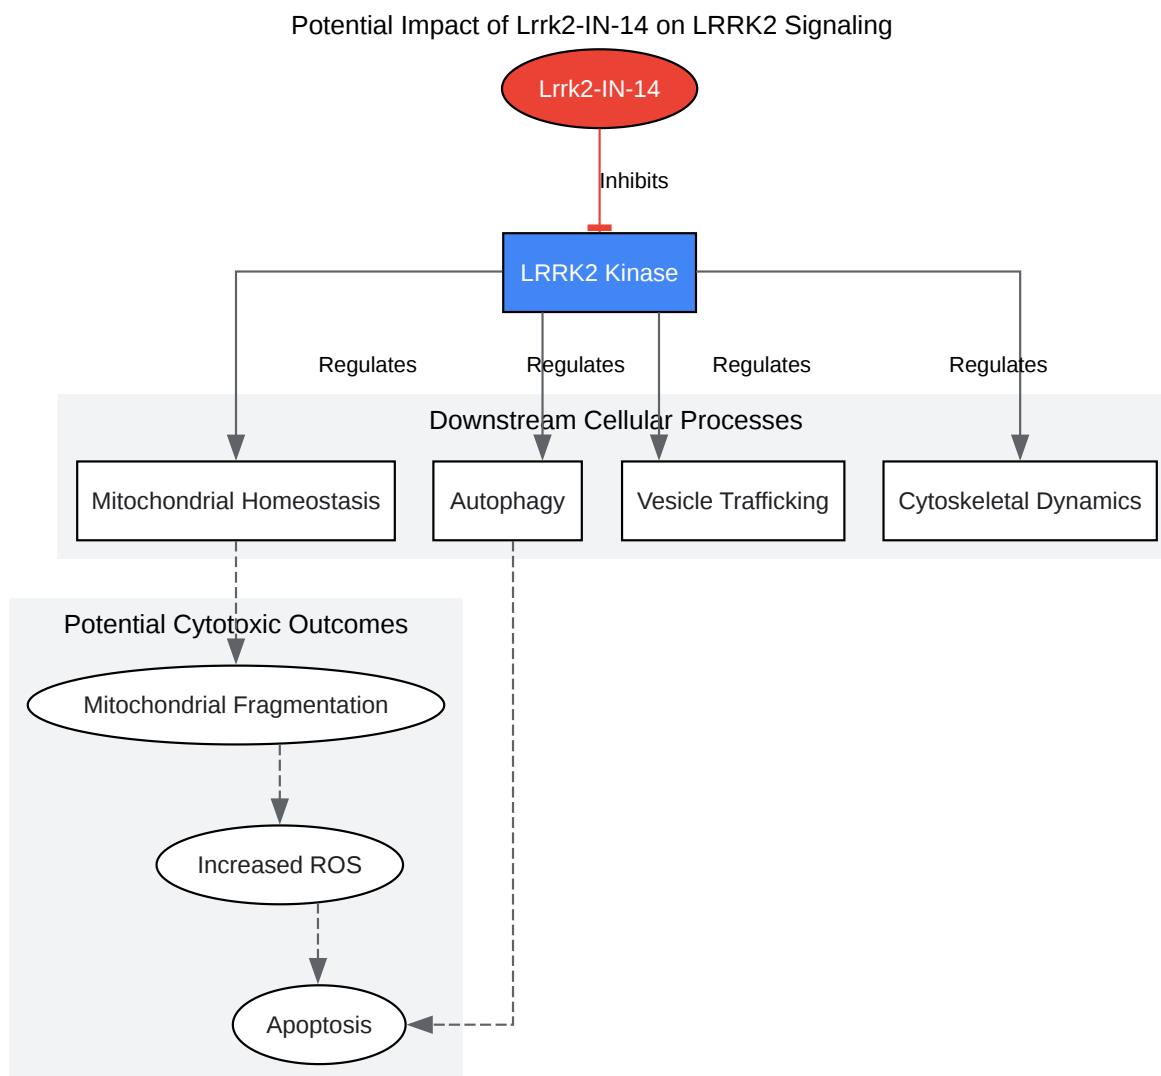 Potential Impact of Lrrk2-IN-14 on LRRK2 Signaling
Lrrk2-IN-14
Inhibits
LRRK2 Kinase
Regulates
Regulates
Regulates
Regulates
Downstream Cellular Processes
Mitochondrial Homeostasis
Autophagy
Vesicle Trafficking
Cytoskeletal Dynamics
Potential Cytotoxic Outcomes
Mitochondrial Fragmentation
Increased ROS
Apoptosis